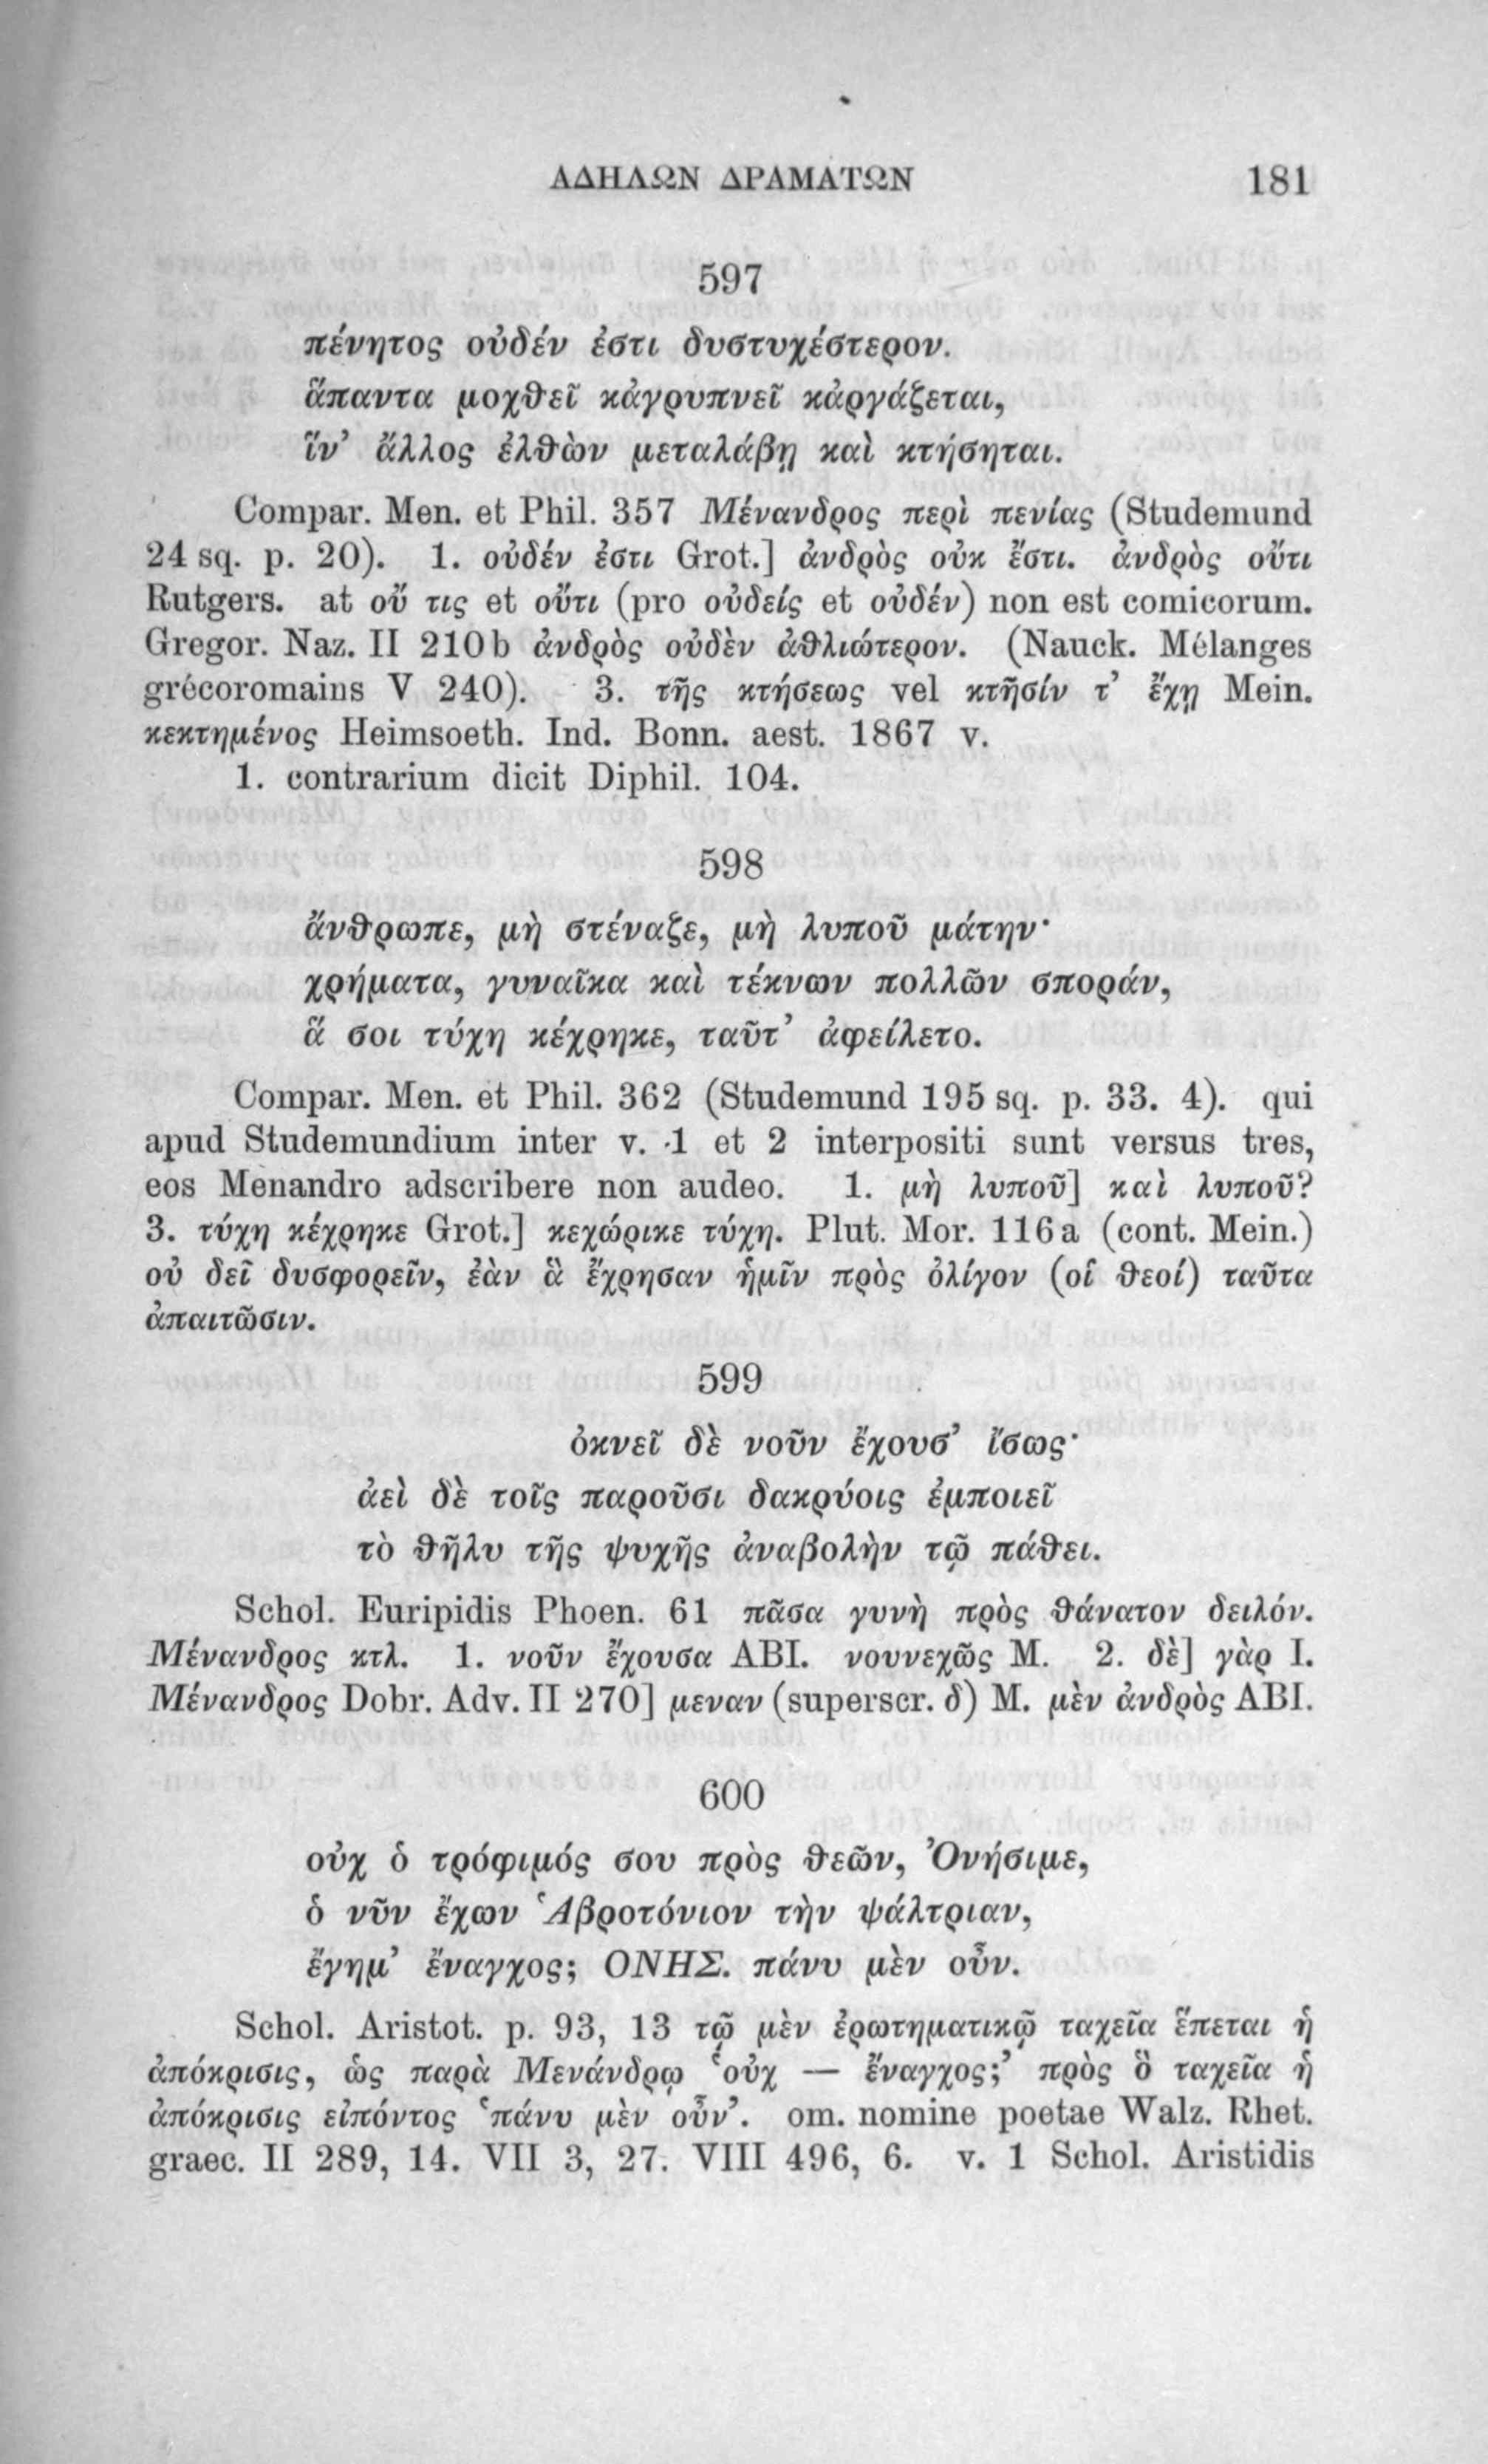 ΑΔΗΛΩΝ ΔΡΑΜΑΤΩΝ 181
597
πένητος οὐδέν ἐστι δυστυχέστερον.
ἅπαντα μοχθεῖ κἀγρυπνεῖ κἀργάζεται,
ἵν’ ἄλλος ἐλθὼν μεταλάβῃ καὶ κτήσηται.
Compar. Men. et Phil. 357 Μένανδρος περὶ πενίας (Studemund
24 sq. p. 20). 1. οὐδέν ἐστι Grot.] ἀνδρὸς οὐκ ἔστι. ἀνδρὸς οὔτι
Rutgers. at οὔ τις et οὔτι (pro οὐδείς et οὐδέν) non est comicorum.
Gregor. Naz. II 210b ἀνδρὸς οὐδὲν ἀθλιώτερον. (Nauck. Mélanges
grécoromains V 240). 3. τῆς κτήσεως vel κτῆσίν τ’ ἔχῃ Mein.
κεκτημένος Heimsoeth. Ind. Bonn. aest. 1867 v.
1. contrarium dicit Diphil. 104.
598
ἄνθρωπε, μὴ στέναζε, μὴ λυποῦ μάτην·
χρήματα, γυναῖκα καὶ τέκνων πολλῶν σποράν,
ἅ σοι τύχη κέχρηκε, ταῦτ’ ἀφείλετο.
Compar. Men. et Phil. 362 (Studemund 195 sq. p. 33. 4). qui
apud Studemundium inter v. 1 et 2 interpositi sunt versus tres,
eos Menandro adscribere non audeo. 1. μὴ λυποῦ] καὶ λυποῦ?
3. τύχη κέχρηκε Grot.] κεχώρικε τύχη. Plut. Mor. 116a (cont. Mein.)
οὐ δεῖ δυσφορεῖν, ἐὰν ἃ ἔχρησαν ἡμῖν πρὸς ὀλίγον (οἱ θεοί) ταῦτα
ἀπαιτῶσιν.
599
ὀκνεῖ δὲ νοῦν ἔχουσ’ ἴσως·
ἀεὶ δὲ τοῖς παροῦσι δακρύοις ἐμποιεῖ
τὸ θῆλυ τῆς ψυχῆς ἀναβολὴν τῷ πάθει.
Schol. Euripidis Phoen. 61 πᾶσα γυνὴ πρὸς θάνατον δειλόν.
Μένανδρος κτλ. 1. νοῦν ἔχουσα ABI. νουνεχῶς M. 2. δὲ] γὰρ I.
Μένανδρος Dobr. Adv. II 270] μεναν (superscr. δ) M. μὲν ἀνδρὸς ABI.
600
οὐχ ὁ τρόφιμός σου πρὸς θεῶν, Ὀνήσιμε,
ὁ νῦν ἔχων Ἁβροτόνιον τὴν ψάλτριαν,
ἔγημ’ ἔναγχος; ΟΝΗΣ. πάνυ μὲν οὖν.
Schol. Aristot. p. 93, 13 τῷ μὲν ἐρωτηματικῷ ταχεῖα ἕπεται ἡ
ἀπόκρισις, ὡς παρὰ Μενάνδρῳ ‘οὐχ — ἔναγχος;’ πρὸς ὃ ταχεῖα ἡ
ἀπόκρισις εἰπόντος ‘πάνυ μὲν οὖν’. om. nomine poetae Walz. Rhet.
graec. II 289, 14. VII 3, 27. VIII 496, 6. v. 1 Schol. Aristidis